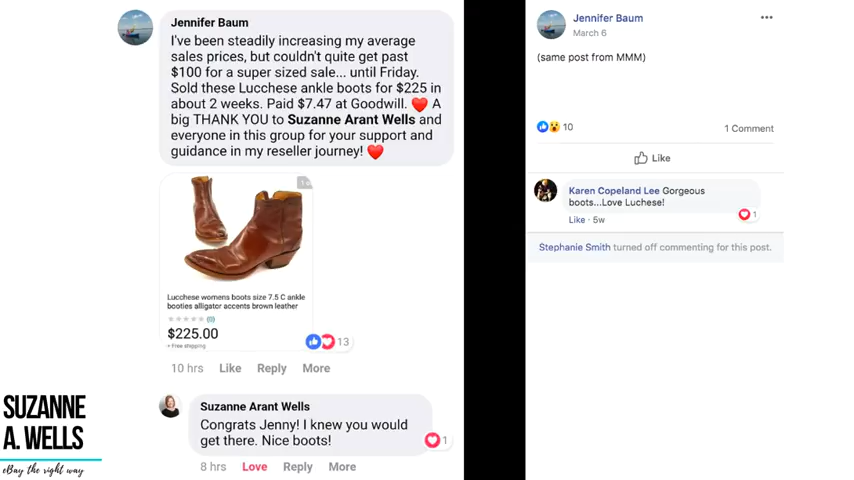 Jennifer Baum
I've been steadily increasing my average
sales prices, but couldn't quite get past
$100 for a super sized sale... until Friday.
Sold these Lucchese ankle boots for $225 in
about 2 weeks. Paid $7.47 at Goodwill. ❤️ A
big THANK YOU to Suzanne Arant Wells and
everyone in this group for your support and
guidance in my reseller journey! ❤️
Lucchese womens boots size 7.5 C ankle
booties alligator accents brown leather
(0)
$225.00
+ Free shipping
13
10 hrs Like Reply More
Suzanne Arant Wells
Congrats Jenny! I knew you would
get there. Nice boots!
1
8 hrs Love Reply More
SUZANNE
A. WELLS
eBay the right way
Jennifer Baum
March 6
(same post from MMM)
10
1 Comment
Like
Karen Copeland Lee Gorgeous
boots...Love Luchese!
1
Like · 5w
Stephanie Smith turned off commenting for this post.